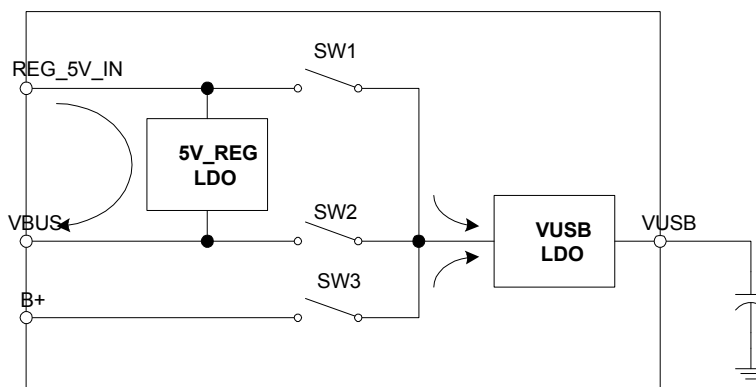 SW1
REG_5V_IN
5V_REG
LDO
SW2
VBUS
VUSB
LDO
VUSB
SW3
B+